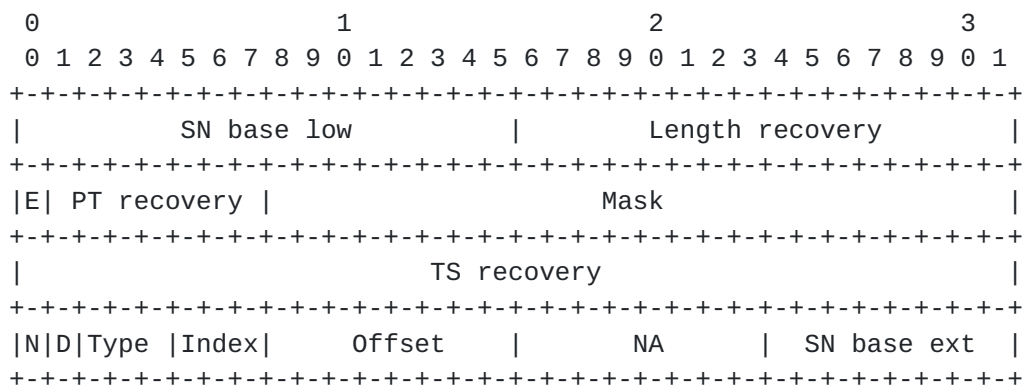 0                   1                   2                   3
 0 1 2 3 4 5 6 7 8 9 0 1 2 3 4 5 6 7 8 9 0 1 2 3 4 5 6 7 8 9 0 1
+-+-+-+-+-+-+-+-+-+-+-+-+-+-+-+-+-+-+-+-+-+-+-+-+-+-+-+-+-+-+-+-+
|          SN base low          |        Length recovery        |
+-+-+-+-+-+-+-+-+-+-+-+-+-+-+-+-+-+-+-+-+-+-+-+-+-+-+-+-+-+-+-+-+
|E| PT recovery |                     Mask                      |
+-+-+-+-+-+-+-+-+-+-+-+-+-+-+-+-+-+-+-+-+-+-+-+-+-+-+-+-+-+-+-+-+
|                          TS recovery                          |
+-+-+-+-+-+-+-+-+-+-+-+-+-+-+-+-+-+-+-+-+-+-+-+-+-+-+-+-+-+-+-+-+
|N|D|Type |Index|     Offset    |       NA      |  SN base ext  |
+-+-+-+-+-+-+-+-+-+-+-+-+-+-+-+-+-+-+-+-+-+-+-+-+-+-+-+-+-+-+-+-+